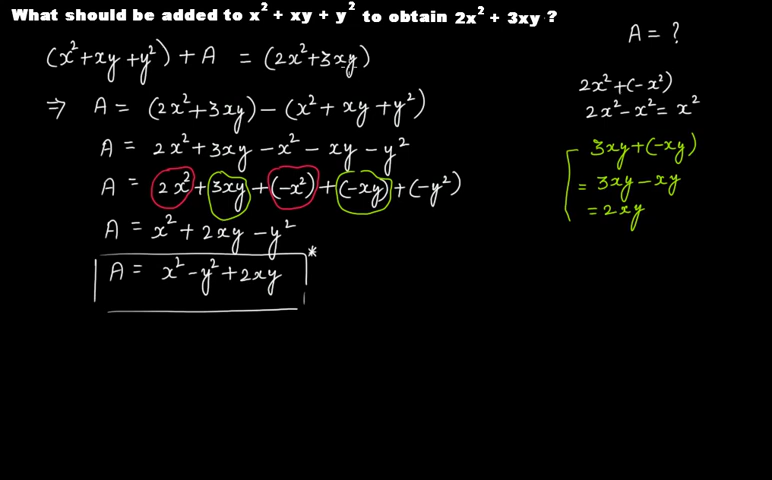 What should be added to x² + xy + y² to obtain 2x² + 3xy ?
A = ?
(x²+xy+y²) + A = (2x²+3xy)
⇒ A = (2x²+3xy) − (x² + xy + y²)
A = 2x² + 3xy − x² − xy − y²
A = 2x² + 3xy + (−x²) + (−xy) + (−y²)
A = x² + 2xy − y²
A = x² − y² + 2xy *
2x² + (−x²)
2x² − x² = x²
3xy + (−xy)
= 3xy − xy
= 2xy